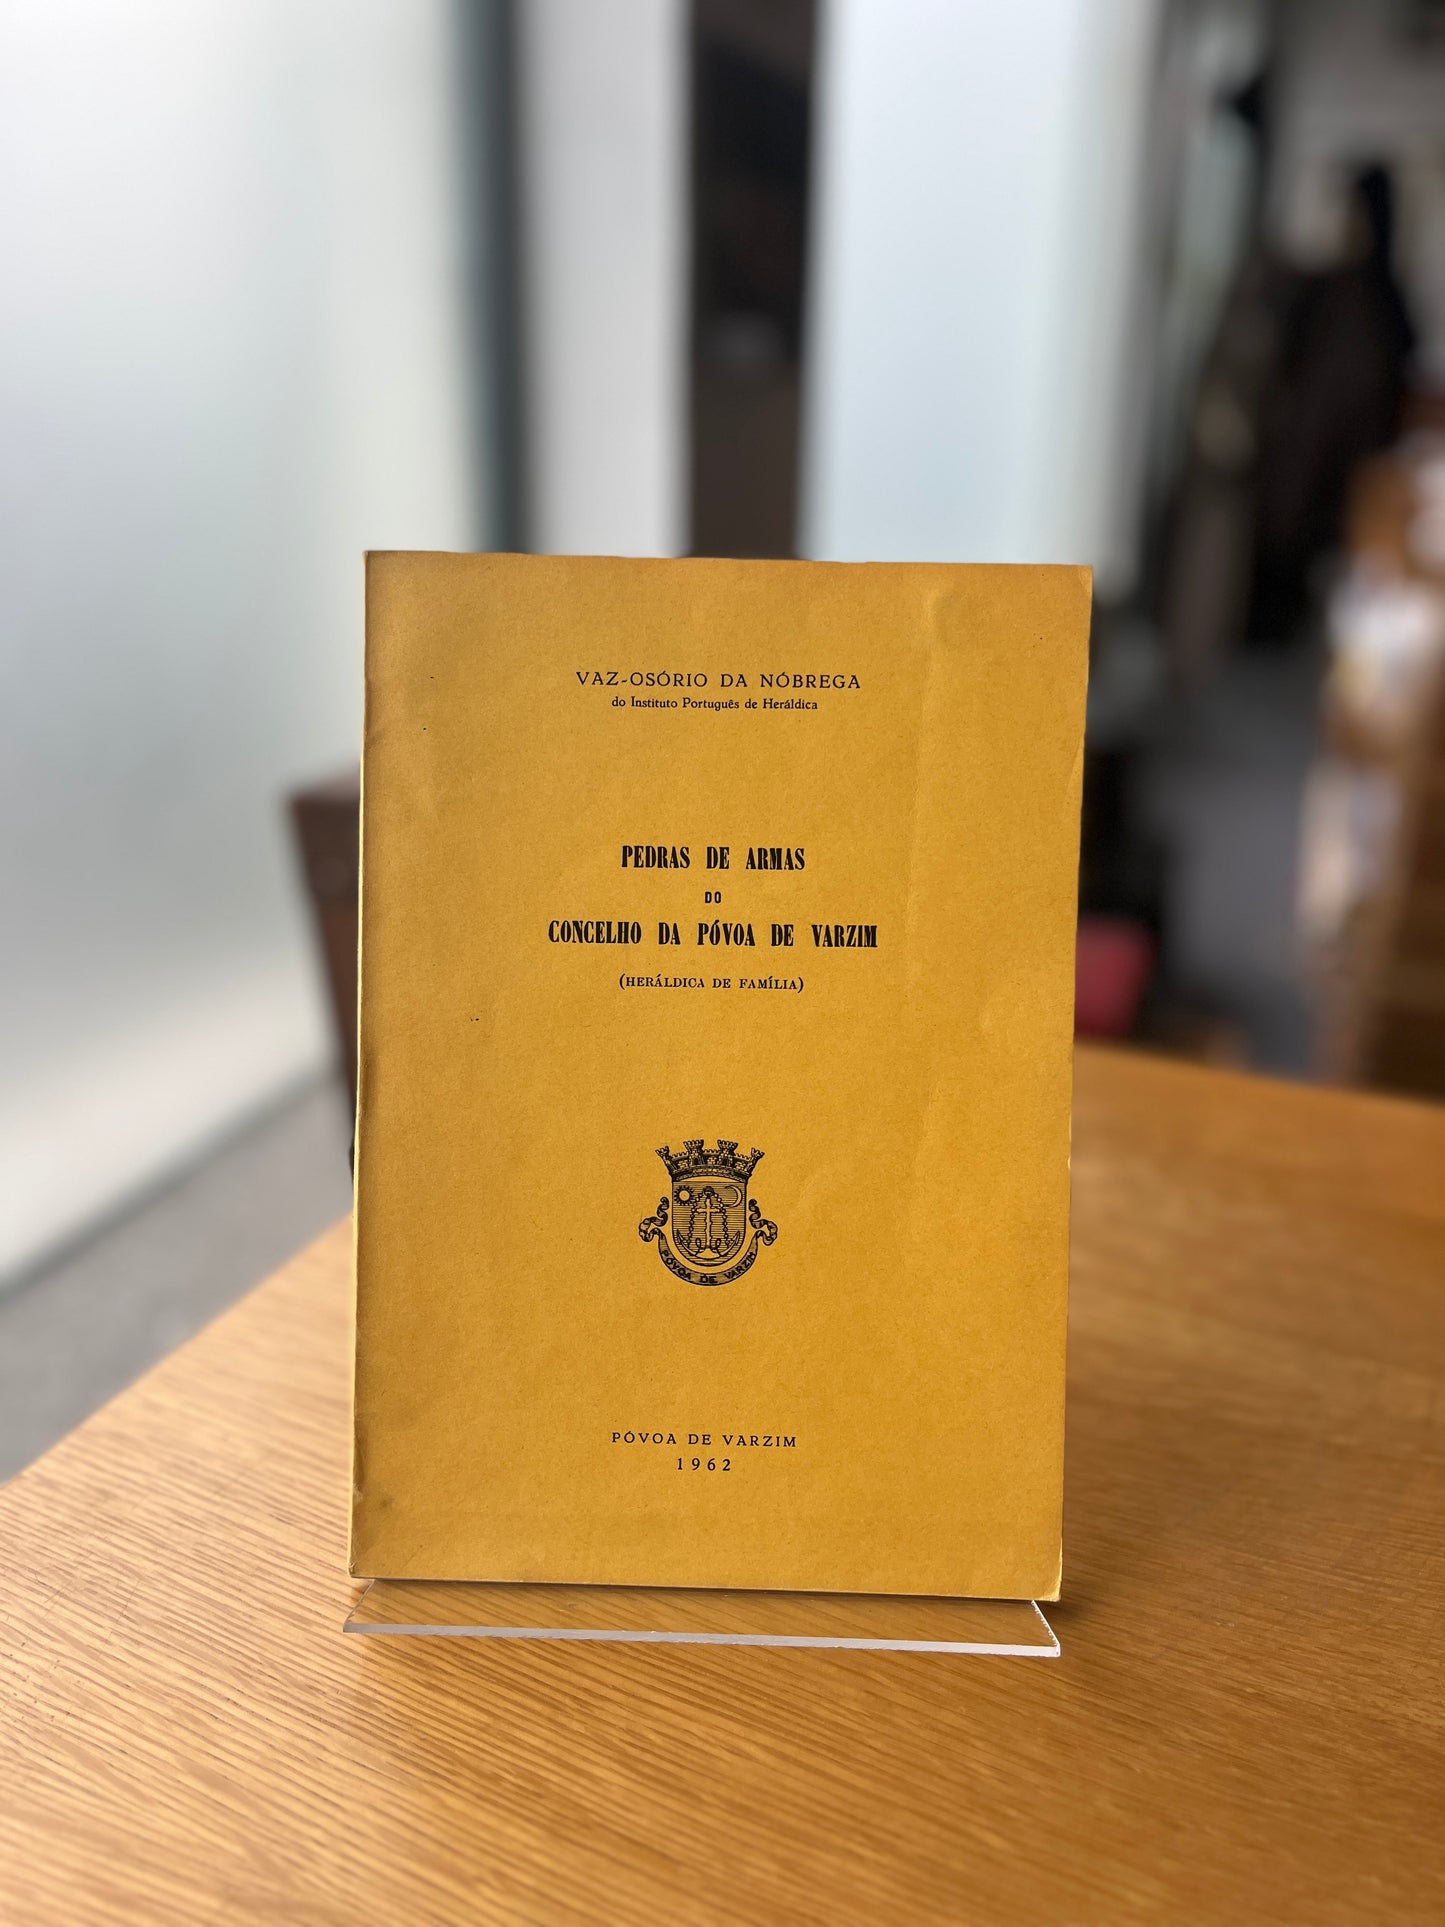 VAZ-OSÓRIO DA NÓBREGA
do Instituto Português de Heráldica
PEDRAS DE ARMAS
DO
CONCELHO DA PÓVOA DE VARZIM
(HERÁLDICA DE FAMÍLIA)
PÓVOA DE VARZIM
PÓVOA DE VARZIM
1962